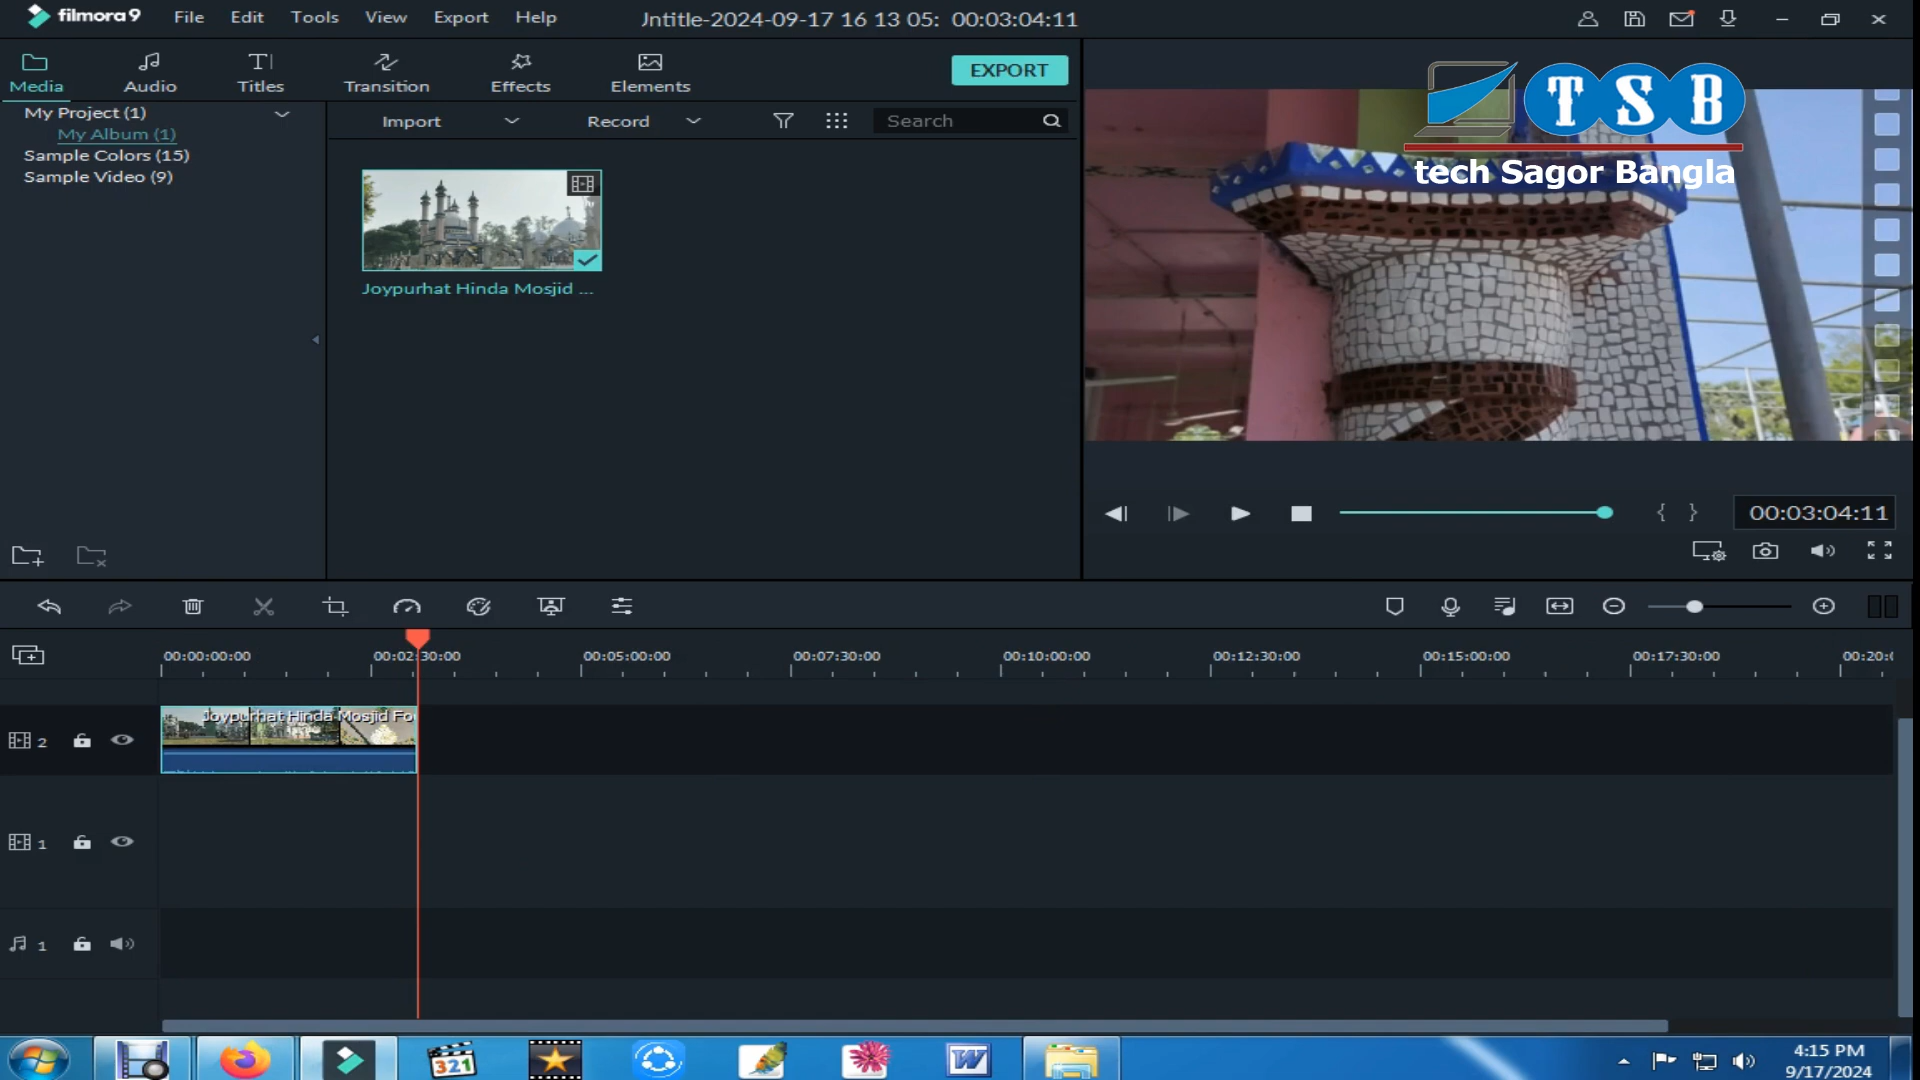 filmora9 File Edit Tools View Export Help Jntitle-2024-09-17 16 13 05: 00:03:04:11
Media Audio Titles Transition Effects Elements EXPORT
My Project (1) Import Record Search
My Album (1)
Sample Colors (15)
Sample Video (9)
Joypurhat Hinda Mosjid ...
T S B
tech Sagor Bangla
{ } 00:03:04:11
00:00:00:00 00:02:30:00 00:05:00:00 00:07:30:00 00:10:00:00 00:12:30:00 00:15:00:00 00:17:30:00 00:20:
Joypurhat Hinda Mosjid Fo
2
1
1
321
W
4:15 PM
9/17/2024